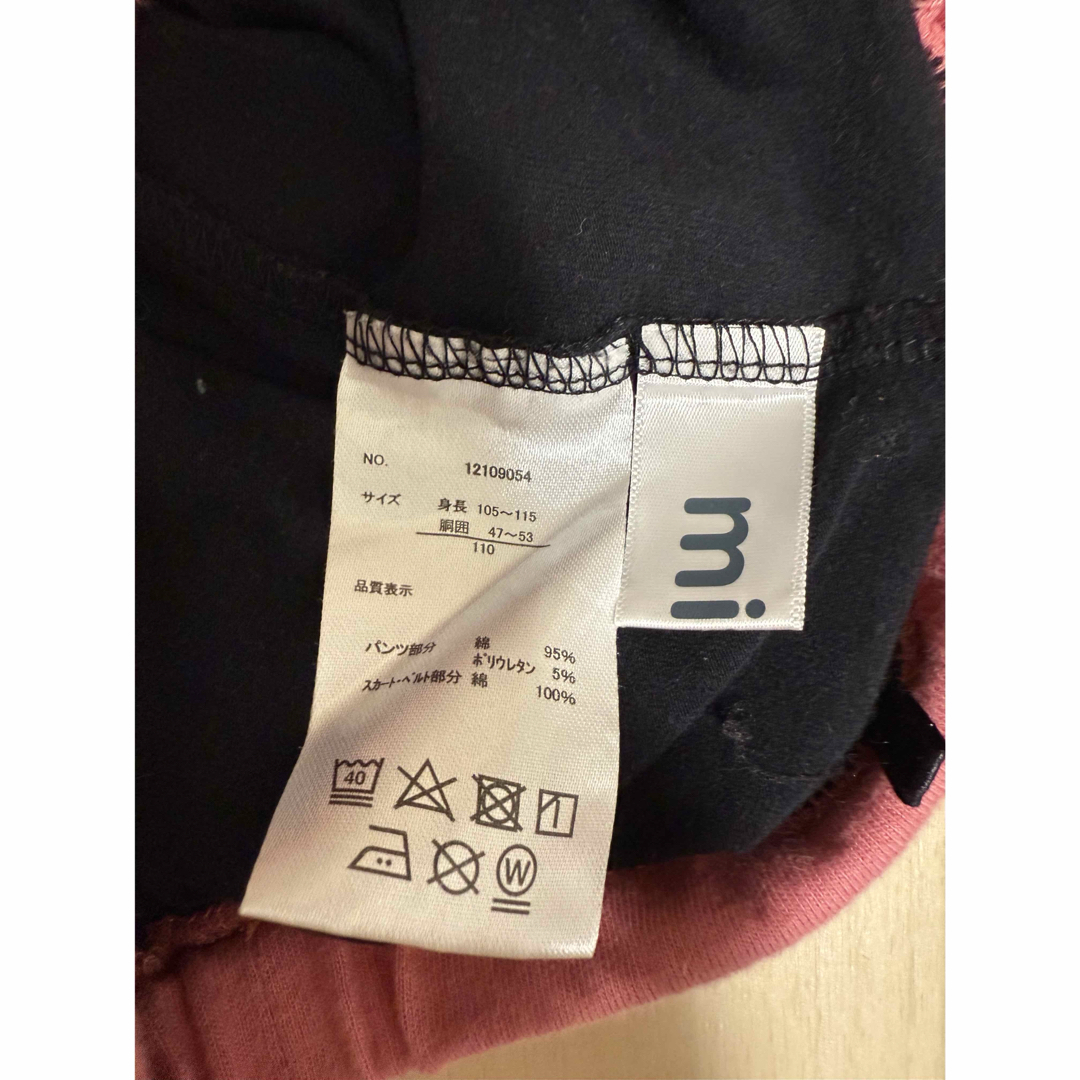 NO. 12109054
サイズ 身長 105～115
胴囲 47～53
110
品質表示
パンツ部分 綿 95%
ポリウレタン 5%
スカート・ベルト部分 綿 100%
40
W
mi